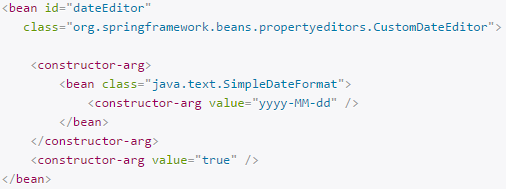 <bean id="dateEditor"
class="org.springframework.beans.propertyeditors.CustomDateEditor">
<constructor-arg>
<bean class="java.text.SimpleDateFormat">
<constructor-arg value="yyyy-MM-dd" />
</bean>
</constructor-arg>
<constructor-arg value="true" />
</bean>